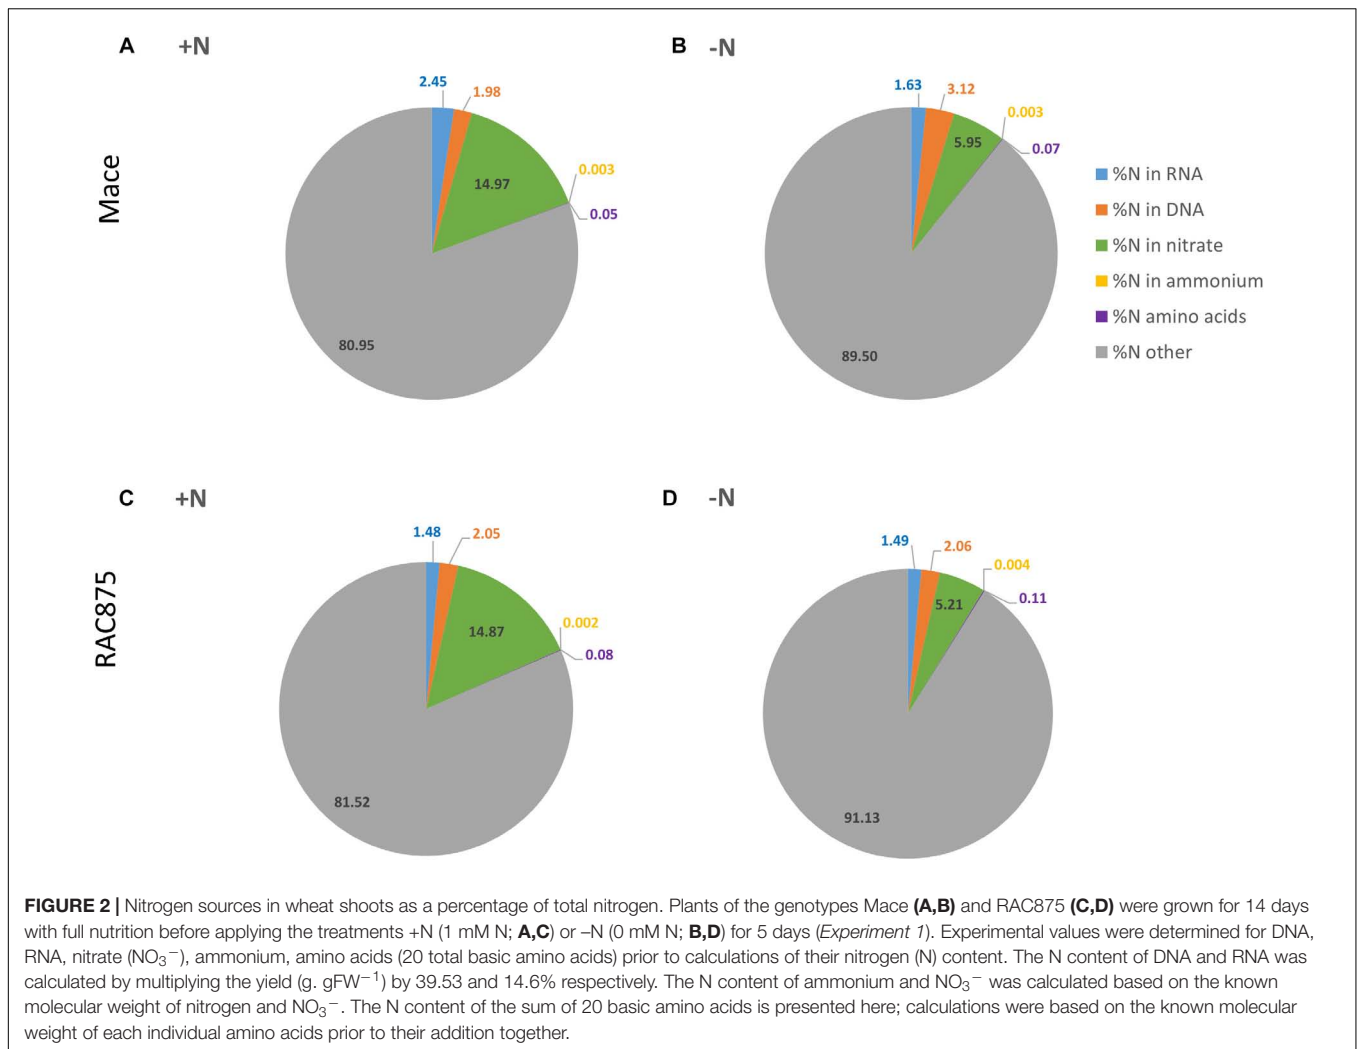 A +N
B -N
Mace
2.45
1.98
14.97
0.003
0.05
80.95
1.63
3.12
5.95
0.003
0.07
89.50
%N in RNA
%N in DNA
%N in nitrate
%N in ammonium
%N amino acids
%N other
C +N
D -N
RAC875
1.48
2.05
14.87
0.002
0.08
81.52
1.49
2.06
5.21
0.004
0.11
91.13
FIGURE 2 | Nitrogen sources in wheat shoots as a percentage of total nitrogen. Plants of the genotypes Mace (A,B) and RAC875 (C,D) were grown for 14 days
with full nutrition before applying the treatments +N (1 mM N; A,C) or –N (0 mM N; B,D) for 5 days (Experiment 1). Experimental values were determined for DNA,
RNA, nitrate (NO₃⁻), ammonium, amino acids (20 total basic amino acids) prior to calculations of their nitrogen (N) content. The N content of DNA and RNA was
calculated by multiplying the yield (g. gFW⁻¹) by 39.53 and 14.6% respectively. The N content of ammonium and NO₃⁻ was calculated based on the known
molecular weight of nitrogen and NO₃⁻. The N content of the sum of 20 basic amino acids is presented here; calculations were based on the known molecular
weight of each individual amino acids prior to their addition together.